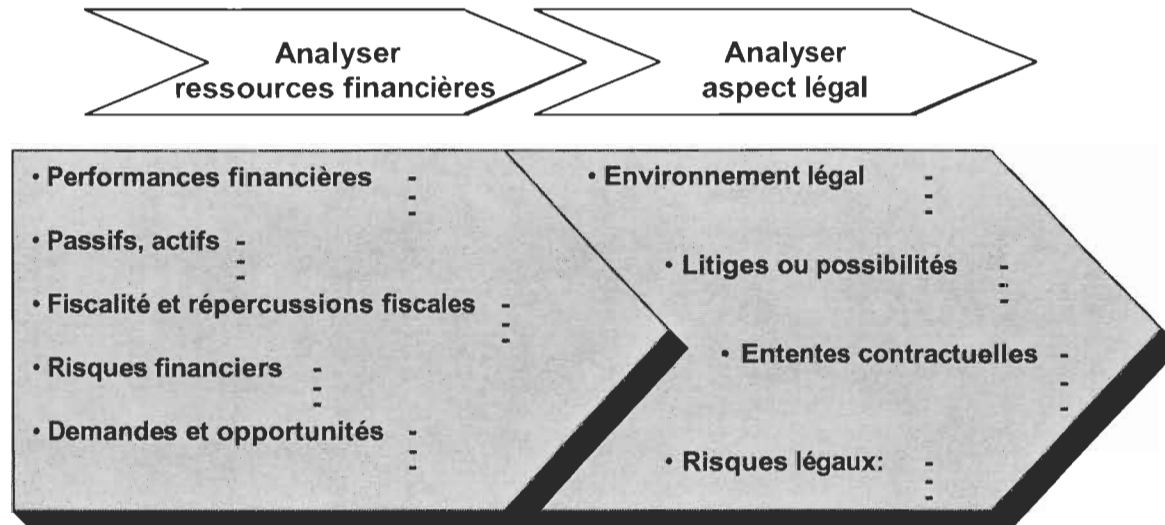 Analyser
ressources financières
Analyser
aspect légal
• Performances financières -
-
-
• Passifs, actifs -
-
-
• Fiscalité et répercussions fiscales -
-
-
• Risques financiers -
-
-
• Demandes et opportunités -
-
-
• Environnement légal -
-
-
• Litiges ou possibilités -
-
-
• Ententes contractuelles -
-
-
• Risques légaux: -
-
-